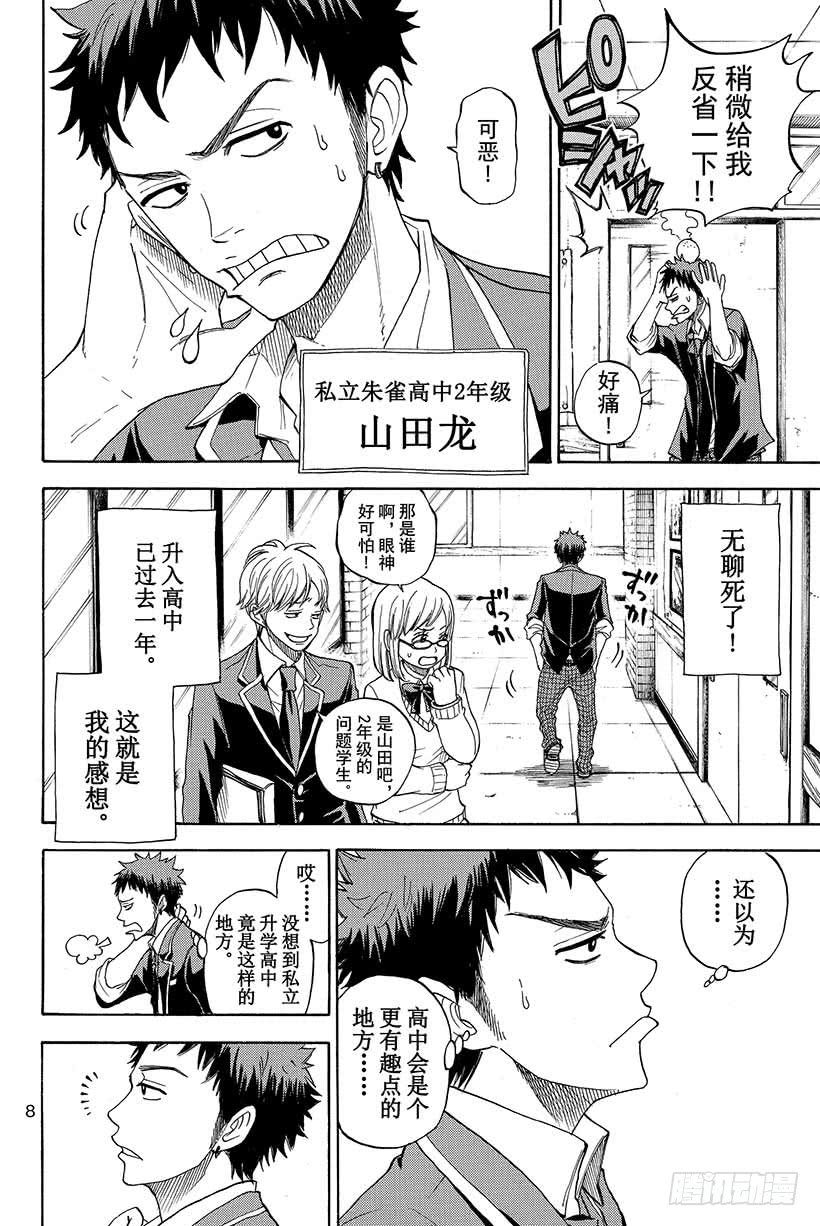 稍微给我
反省一下!!
ピピニャッ
好痛！
可恶！
私立朱雀高中2年级
山田龙
无聊死了！
ずっか
ずっか
那是谁
啊，眼神
好可怕！
是山田吧，
2年级的
问题学生。
升入高中
已过去一年。
这就是
我的感想。
还以为
……
高中会是个
更有趣点的
地方……
哎……
没想到私立
升学高中
竟是这样的
地方。
8
腾讯动漫